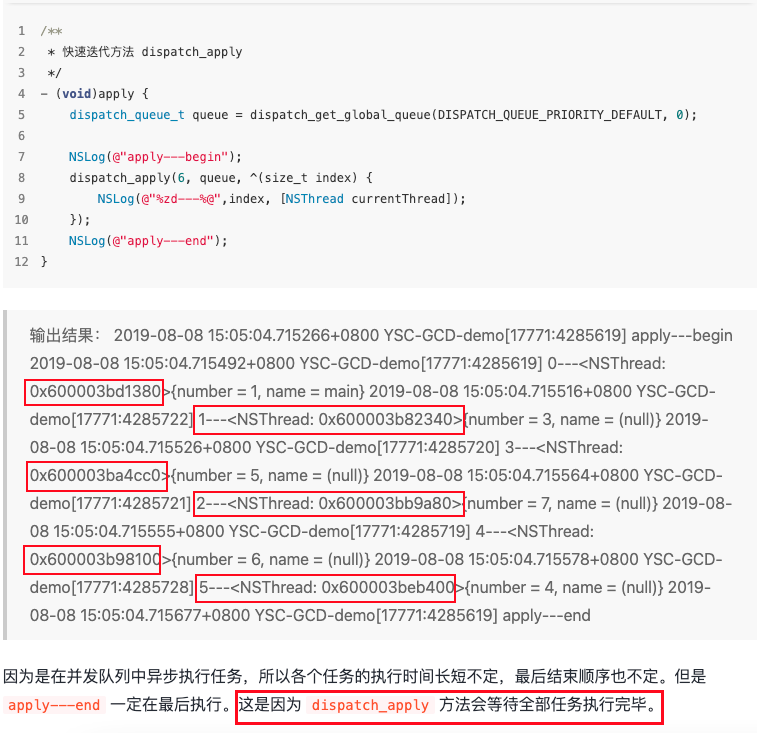 1 /**
2 * 快速迭代方法 dispatch_apply
3 */
4 - (void)apply {
5 dispatch_queue_t queue = dispatch_get_global_queue(DISPATCH_QUEUE_PRIORITY_DEFAULT, 0);
6
7 NSLog(@"apply---begin");
8 dispatch_apply(6, queue, ^(size_t index) {
9 NSLog(@"%zd---%@",index, [NSThread currentThread]);
10 });
11 NSLog(@"apply---end");
12 }
输出结果： 2019-08-08 15:05:04.715266+0800 YSC-GCD-demo[17771:4285619] apply---begin
2019-08-08 15:05:04.715492+0800 YSC-GCD-demo[17771:4285619] 0---<NSThread:
0x600003bd1380>{number = 1, name = main} 2019-08-08 15:05:04.715516+0800 YSC-GCD-
demo[17771:4285722] 1---<NSThread: 0x600003b82340>{number = 3, name = (null)} 2019-
08-08 15:05:04.715526+0800 YSC-GCD-demo[17771:4285720] 3---<NSThread:
0x600003ba4cc0>{number = 5, name = (null)} 2019-08-08 15:05:04.715564+0800 YSC-GCD-
demo[17771:4285721] 2---<NSThread: 0x600003bb9a80>{number = 7, name = (null)} 2019-08-
08 15:05:04.715555+0800 YSC-GCD-demo[17771:4285719] 4---<NSThread:
0x600003b98100>{number = 6, name = (null)} 2019-08-08 15:05:04.715578+0800 YSC-GCD-
demo[17771:4285728] 5---<NSThread: 0x600003beb400>{number = 4, name = (null)} 2019-
08-08 15:05:04.715677+0800 YSC-GCD-demo[17771:4285619] apply---end
因为是在并发队列中异步执行任务，所以各个任务的执行时间长短不定，最后结束顺序也不定。但是
apply---end 一定在最后执行。这是因为 dispatch_apply 方法会等待全部任务执行完毕。